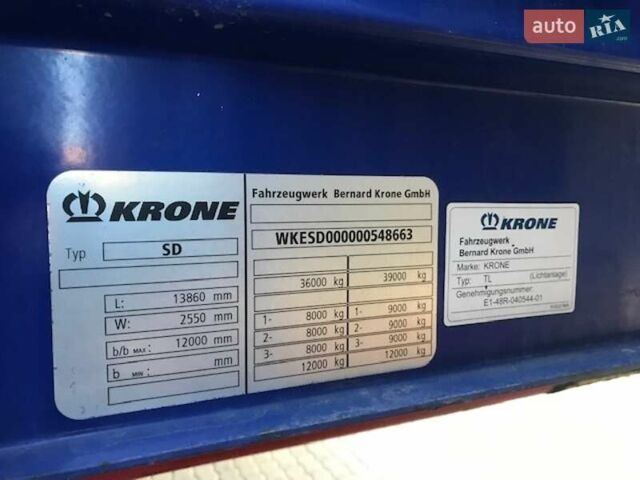 auto RIA
.com
KRONE
Typ SD
L: 13860 mm
W: 2550 mm
b/b MAX: 12000 mm
b MIN: mm
Fahrzeugwerk Bernard Krone GmbH
WKESD000000548663
36000 kg 39000 kg
1- 8000 kg 1- 9000 kg
2- 8000 kg 2- 9000 kg
3- 8000 kg 3- 9000 kg
12000 kg 12000 kg
KRONE
Fahrzeugwerk
Bernard Krone GmbH
Marke: KRONE
Typ: TL (Lichtanlage)
Genehmigungsnummer:
E1-48R-040544-01